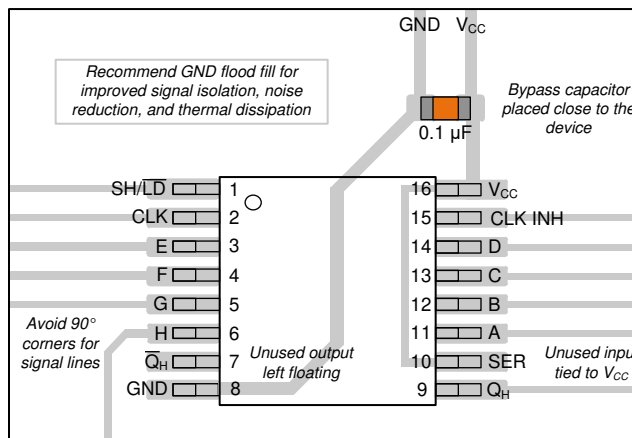 GND VCC
Recommend GND flood fill for
improved signal isolation, noise
reduction, and thermal dissipation
Bypass capacitor
placed close to the
device
0.1 µF
SH/L̅D̅ 1 16 VCC
CLK 2 15 CLK INH
E 3 14 D
F 4 13 C
G 5 12 B
Avoid 90°
corners for
signal lines
H 6 11 A
Q̅H 7 10 SER
Unused output
left floating
Unused input
tied to VCC
GND 8 9 QH